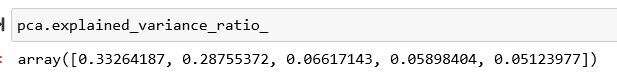 pca.explained_variance_ratio_
array([0.33264187, 0.28755372, 0.06617143, 0.05898404, 0.05123977])